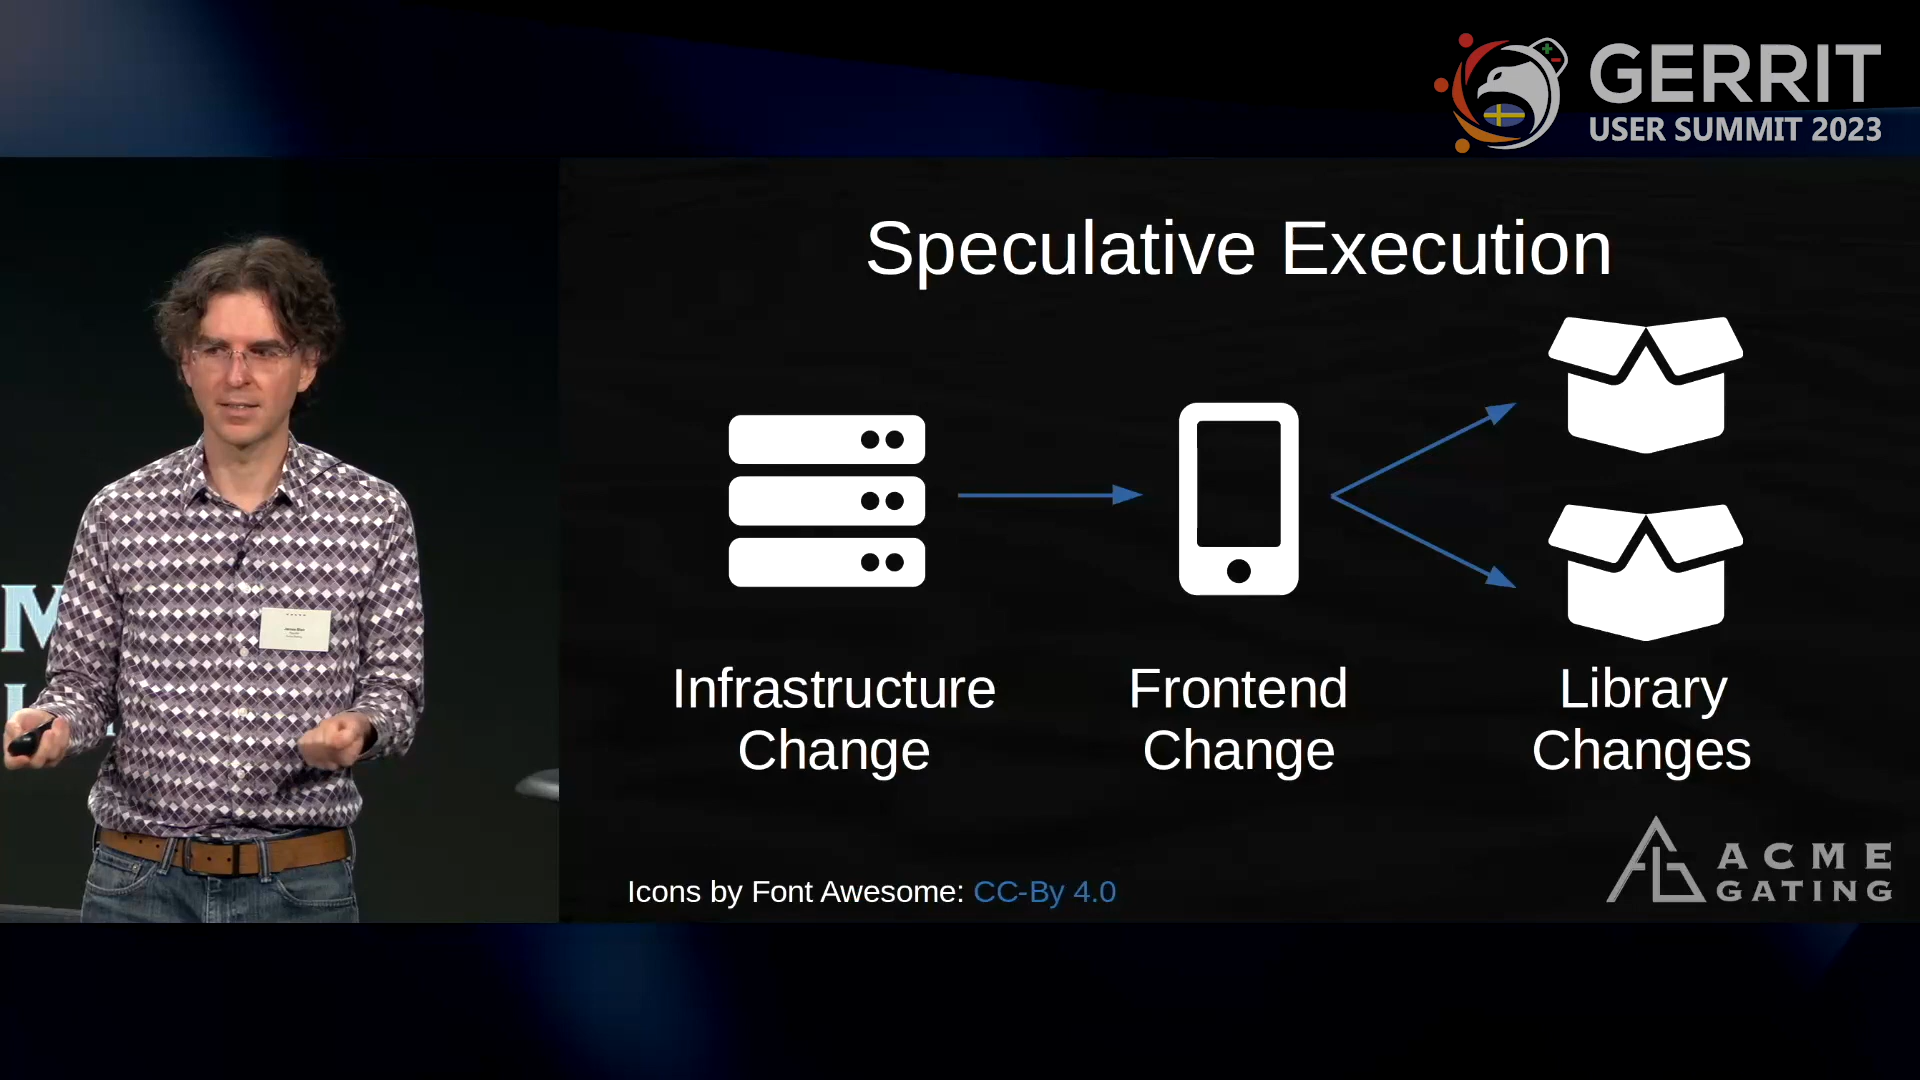 GERRIT
USER SUMMIT 2023
Speculative Execution
Infrastructure
Change
Frontend
Change
Library
Changes
Icons by Font Awesome: CC-By 4.0
ACME
GATING
M